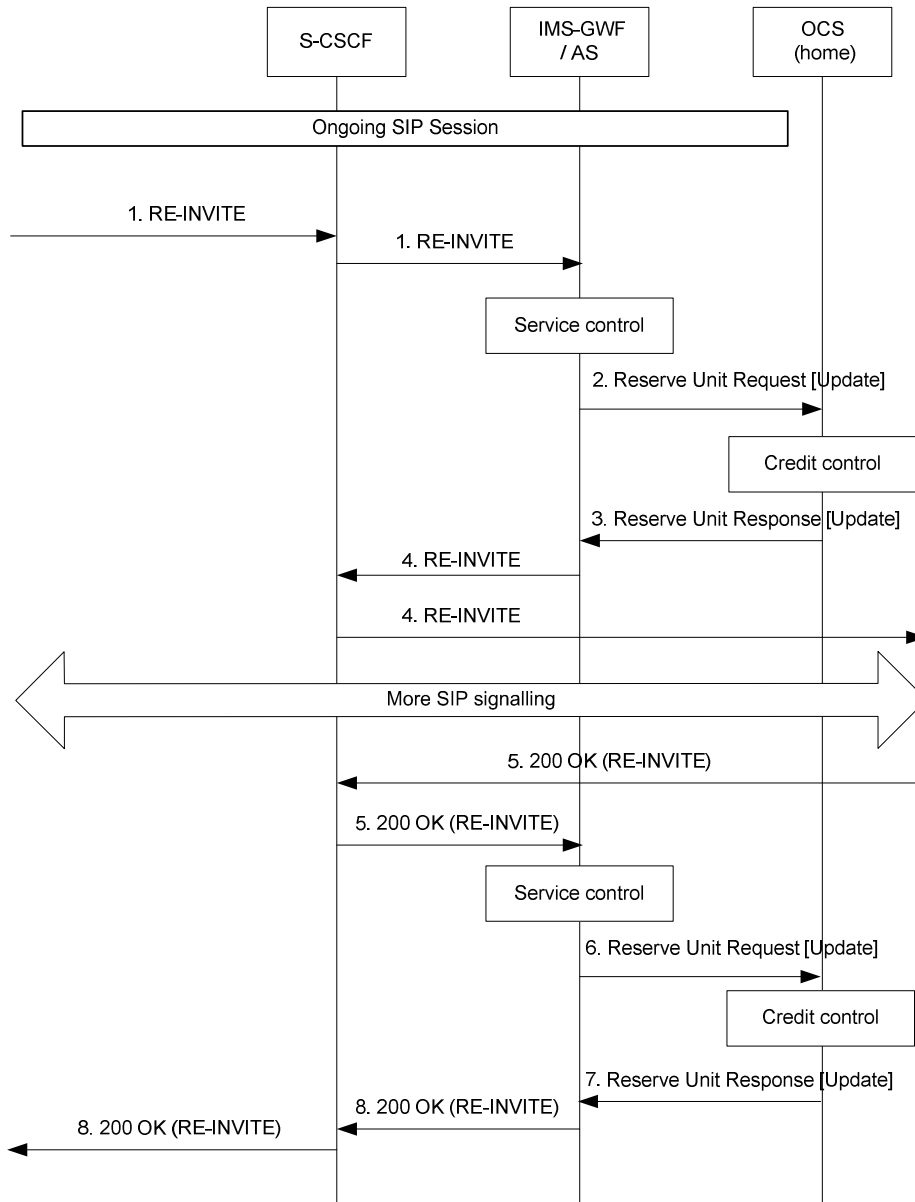 S-CSCF
IMS-GWF
/ AS
OCS
(home)
Ongoing SIP Session
1. RE-INVITE
1. RE-INVITE
Service control
2. Reserve Unit Request [Update]
Credit control
3. Reserve Unit Response [Update]
4. RE-INVITE
4. RE-INVITE
More SIP signalling
5. 200 OK (RE-INVITE)
5. 200 OK (RE-INVITE)
Service control
6. Reserve Unit Request [Update]
Credit control
7. Reserve Unit Response [Update]
8. 200 OK (RE-INVITE)
8. 200 OK (RE-INVITE)